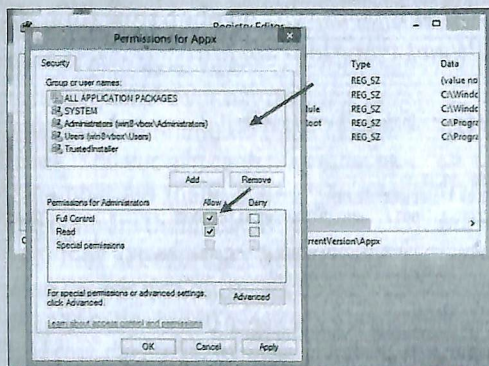 Registry Editor
Permissions for Appx
Security
Group or user names:
ALL APPLICATION PACKAGES
SYSTEM
Administrators (win8-vbox\Administrators)
Users (win8-vbox\Users)
TrustedInstaller
Add...
Remove
Permissions for Administrators
Allow
Deny
Full Control
Read
Special permissions
For special permissions or advanced settings,
click Advanced.
Advanced
Learn about access control and permissions
OK
Cancel
Apply
Type
Data
REG_SZ
(value no
REG_SZ
C:\Windo
REG_SZ
C:\Windo
REG_SZ
C:\Progra
REG_SZ
C:\Progra
rrentVersion\Appx